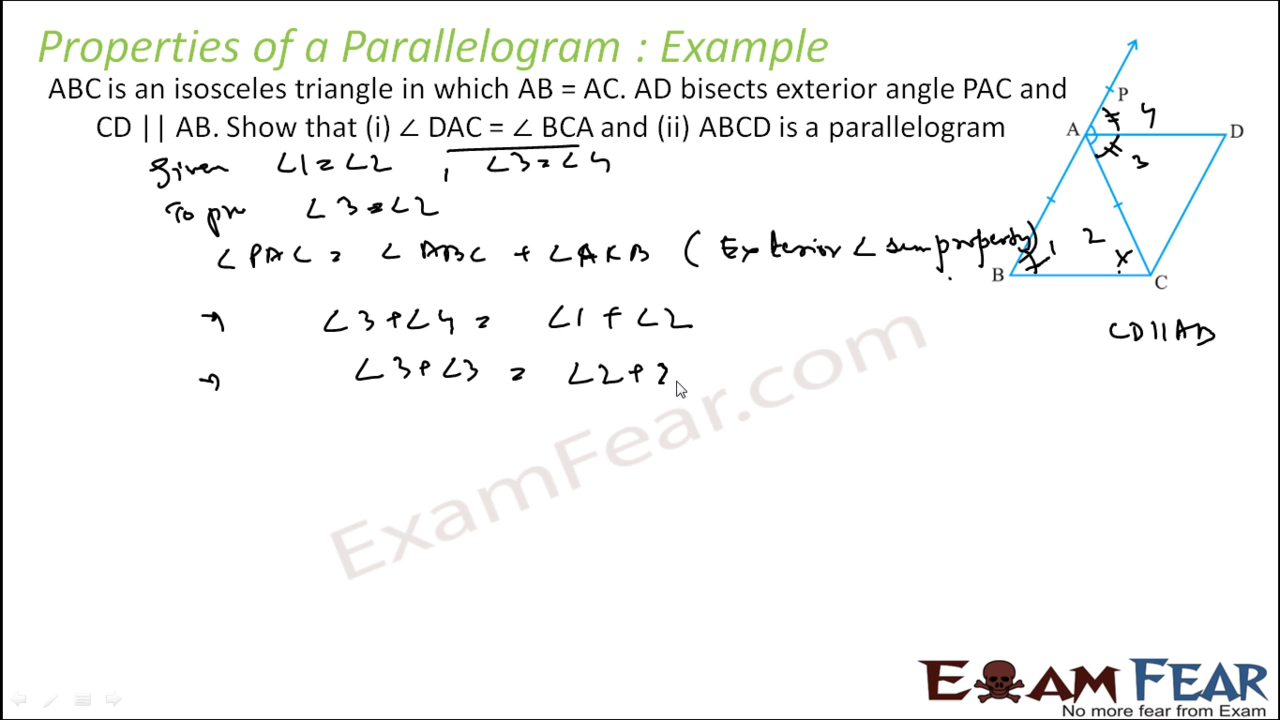 Properties of a Parallelogram : Example
ABC is an isosceles triangle in which AB = AC. AD bisects exterior angle PAC and
CD || AB. Show that (i) ∠ DAC = ∠ BCA and (ii) ABCD is a parallelogram
Given ∠1 = ∠2 , ∠3 = ∠4
To pr ∠3 = ∠2
∠PAC = ∠ABC + ∠ACB ( Exterior ∠ sum property)
→ ∠3 + ∠4 = ∠1 + ∠2
→ ∠3 + ∠3 = ∠2 + 2
P
4
A
D
3
1
2
x
B
C
CD || AD
ExamFear.com
EXAM FEAR
No more fear from Exam